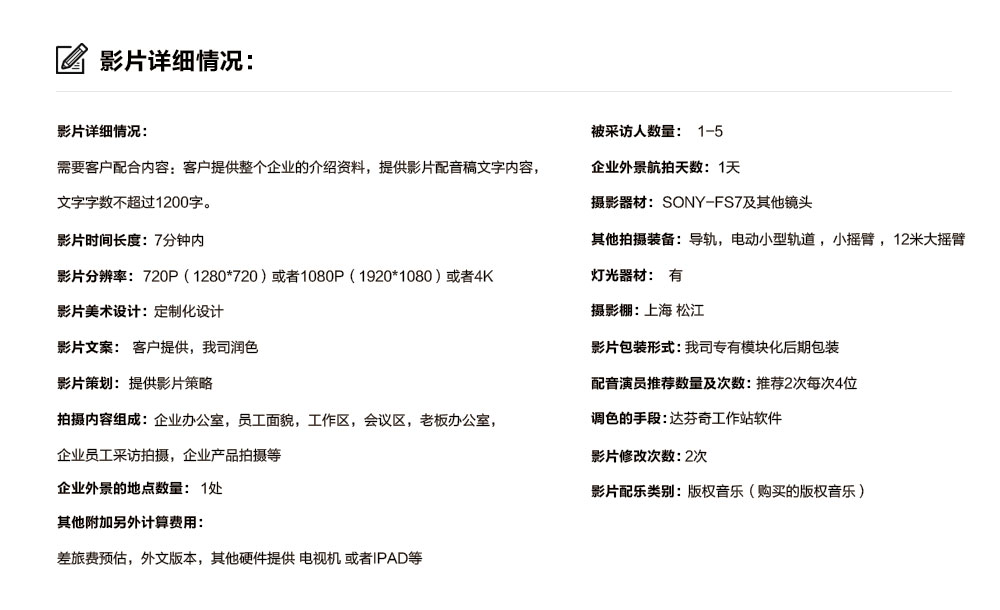 影片详细情况：
影片详细情况：
需要客户配合内容：客户提供整个企业的介绍资料，提供影片配音稿文字内容，
文字字数不超过1200字。
影片时间长度：7分钟内
影片分辨率：720P（1280*720）或者1080P（1920*1080）或者4K
影片美术设计：定制化设计
影片文案： 客户提供，我司润色
影片策划：提供影片策略
拍摄内容组成：企业办公室，员工面貌，工作区，会议区，老板办公室，
企业员工采访拍摄，企业产品拍摄等
企业外景的地点数量： 1处
其他附加另外计算费用：
差旅费预估，外文版本，其他硬件提供 电视机 或者IPAD等
被采访人数量： 1-5
企业外景航拍天数：1天
摄影器材：SONY-FS7及其他镜头
其他拍摄装备：导轨，电动小型轨道 ，小摇臂 ，12米大摇臂
灯光器材： 有
摄影棚：上海 松江
影片包装形式：我司专有模块化后期包装
配音演员推荐数量及次数：推荐2次每次4位
调色的手段：达芬奇工作站软件
影片修改次数：2次
影片配乐类别：版权音乐（购买的版权音乐）